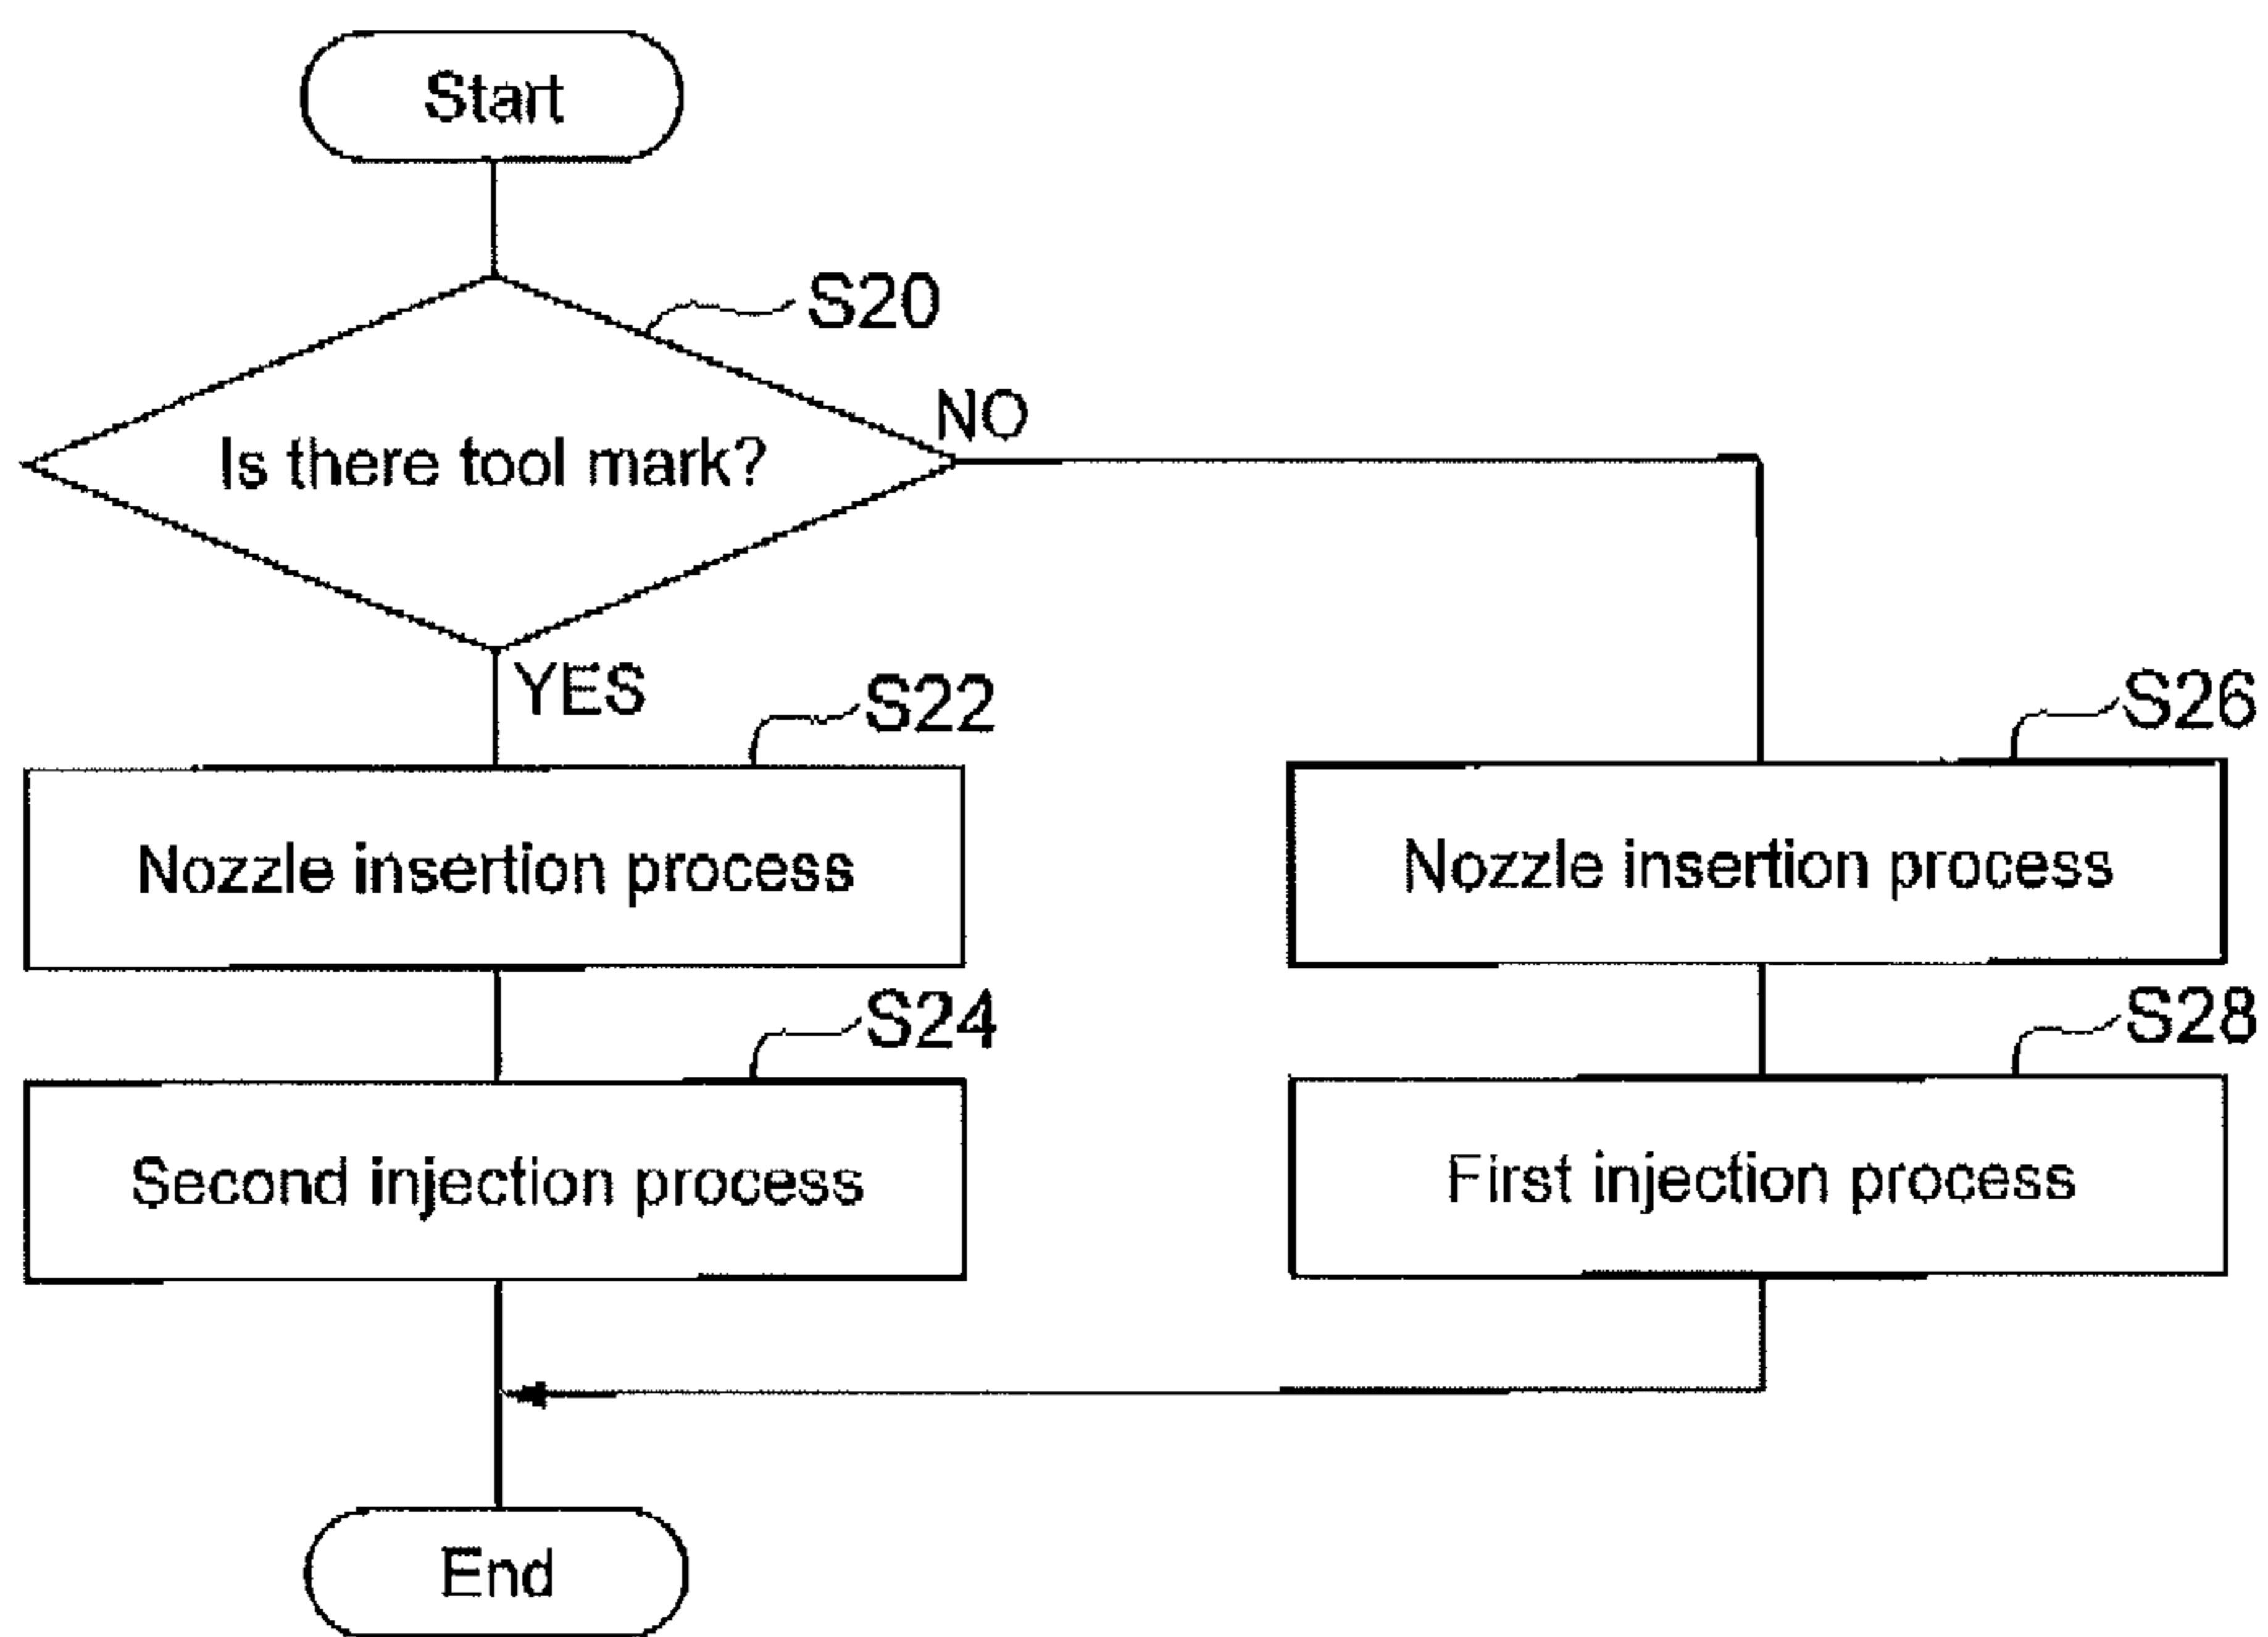 Start
S20
NO
Is there tool mark?
YES
S22
S26
Nozzle insertion process
Nozzle insertion process
S24
S28
Second injection process
First injection process
End